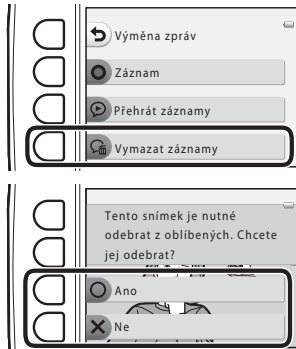 Výměna zpráv
Záznam
Přehrát záznamy
Vymazat záznamy
Tento snímek je nutné
odebrat z oblíbených. Chcete
jej odebrat?
Ano
Ne